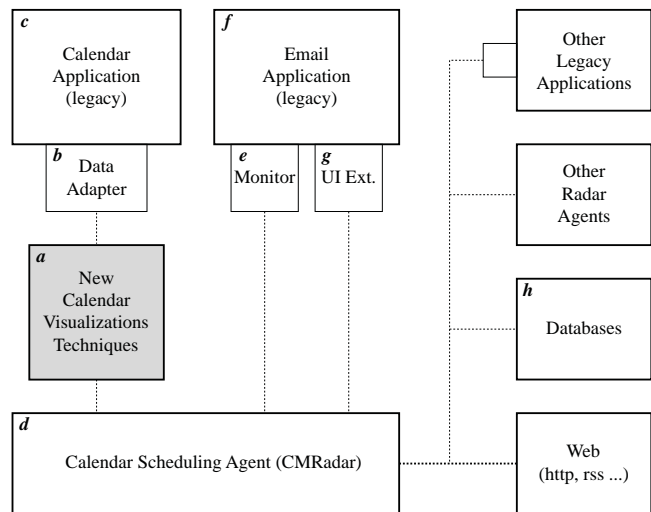 c
Calendar
Application
(legacy)
f
Email
Application
(legacy)
Other
Legacy
Applications
b
Data
Adapter
e
Monitor
g
UI Ext.
Other
Radar
Agents
a
New
Calendar
Visualizations
Techniques
h
Databases
d
Calendar Scheduling Agent (CMRadar)
Web
(http, rss ...)